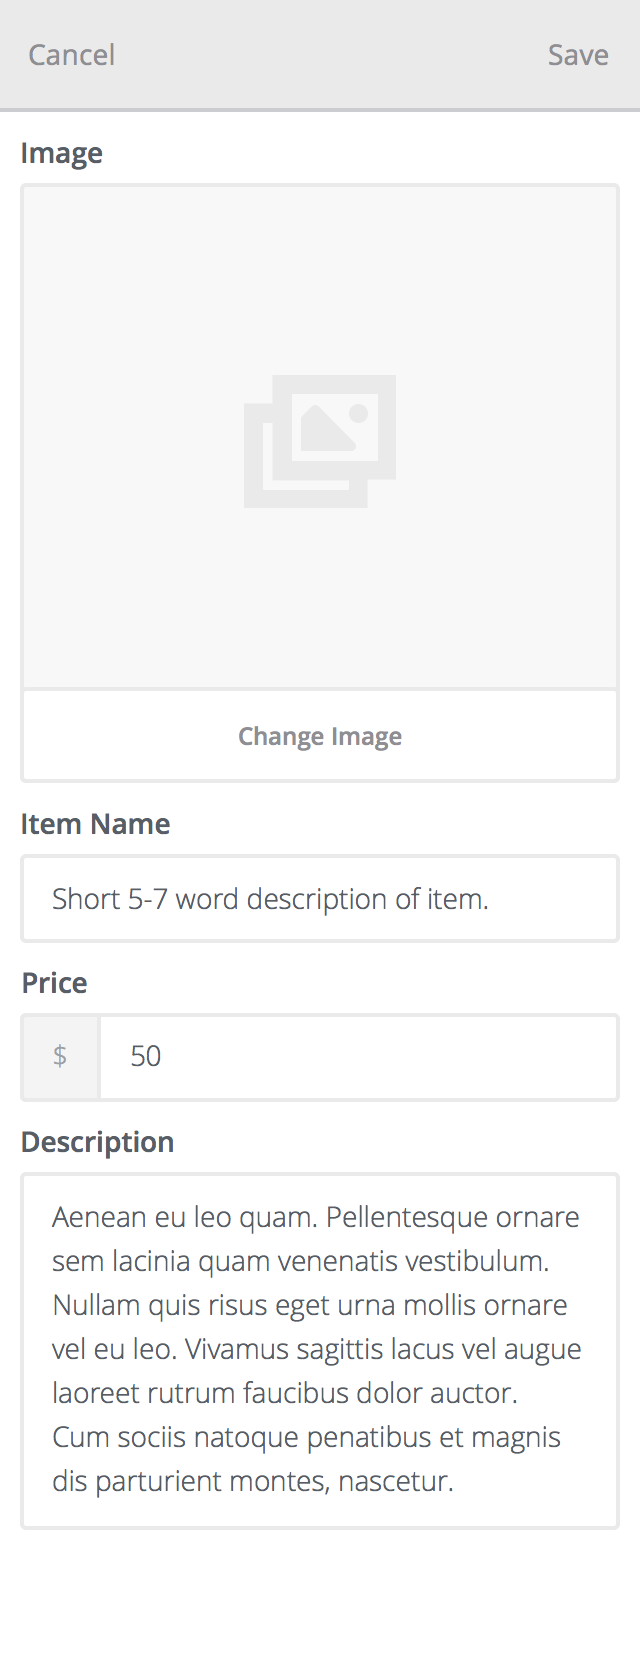 Cancel Save
Image
Change Image
Item Name
Short 5-7 word description of item.
Price
$ 50
Description
Aenean eu leo quam. Pellentesque ornare
sem lacinia quam venenatis vestibulum.
Nullam quis risus eget urna mollis ornare
vel eu leo. Vivamus sagittis lacus vel augue
laoreet rutrum faucibus dolor auctor.
Cum sociis natoque penatibus et magnis
dis parturient montes, nascetur.